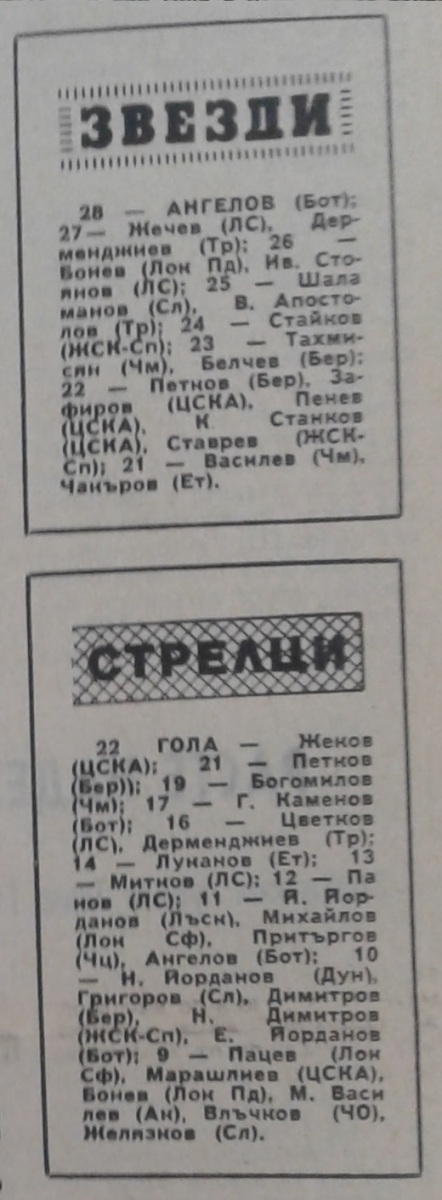 ЗВЕЗДИ
28 — АНГЕЛОВ (Бот);
27— Жечев (ЛС), Дер-
менджиев (Тр); 26 —
Бонев (Лок Пд), Ив. Сто-
янов (ЛС); 25 — Шала
манов (Сл), В. Апосто-
лов (Тр); 24 — Стайков
(ЖСК-Сп); 23 — Тахми-
сян (Чм), Белчев (Бер);
22 — Петков (Бер), За-
фиров (ЦСКА), Пенев
(ЦСКА), К Станков
(ЦСКА), Ставрев (ЖСК-
Сп); 21 — Василев (Чм),
Чакъров (Ет).
СТРЕЛЦИ
22 ГОЛА — Жеков
(ЦСКА); 21 — Петков
(Бер)); 19 — Богомилов
(Чм); 17 — Г. Каменов
(Бот); 16 — Цветков
(ЛС), Дерменджиев (Тр);
14 — Луканов (Ет); 13
— Митков (ЛС); 12 — Па
нов (ЛС); 11 — Й. Йор-
данов (Лъск), Михайлов
(Лок Сф), Притъргов
(Чц), Ангелов (Бот); 10
— Н. Йорданов (Дун),
Григоров (Сл), Димитров
(Бер), Н. Димитров
(ЖСК-Сп), Е. Йорданов
(Бот); 9 — Пацев (Лок
Сф), Марашлиев (ЦСКА),
Бонев (Лок Пд), М. Васи
лев (Ак), Влъчков (ЧО),
Желязков (Сл).